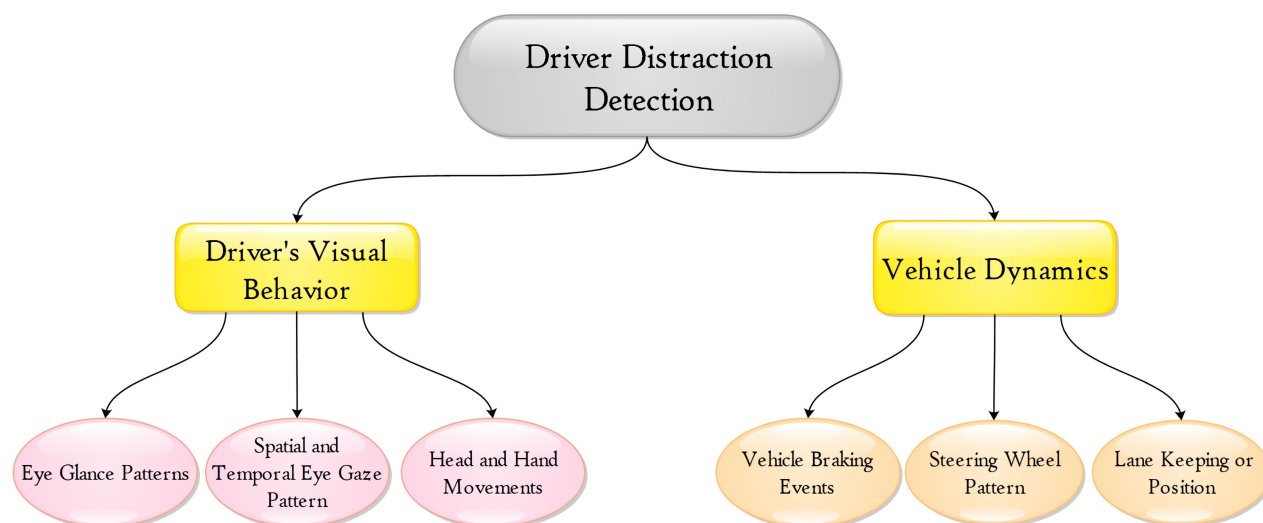 Driver Distraction
Detection
Driver's Visual
Behavior
Vehicle Dynamics
Eye Glance Patterns
Spatial and
Temporal Eye Gaze
Pattern
Head and Hand
Movements
Vehicle Braking
Events
Steering Wheel
Pattern
Lane Keeping or
Position